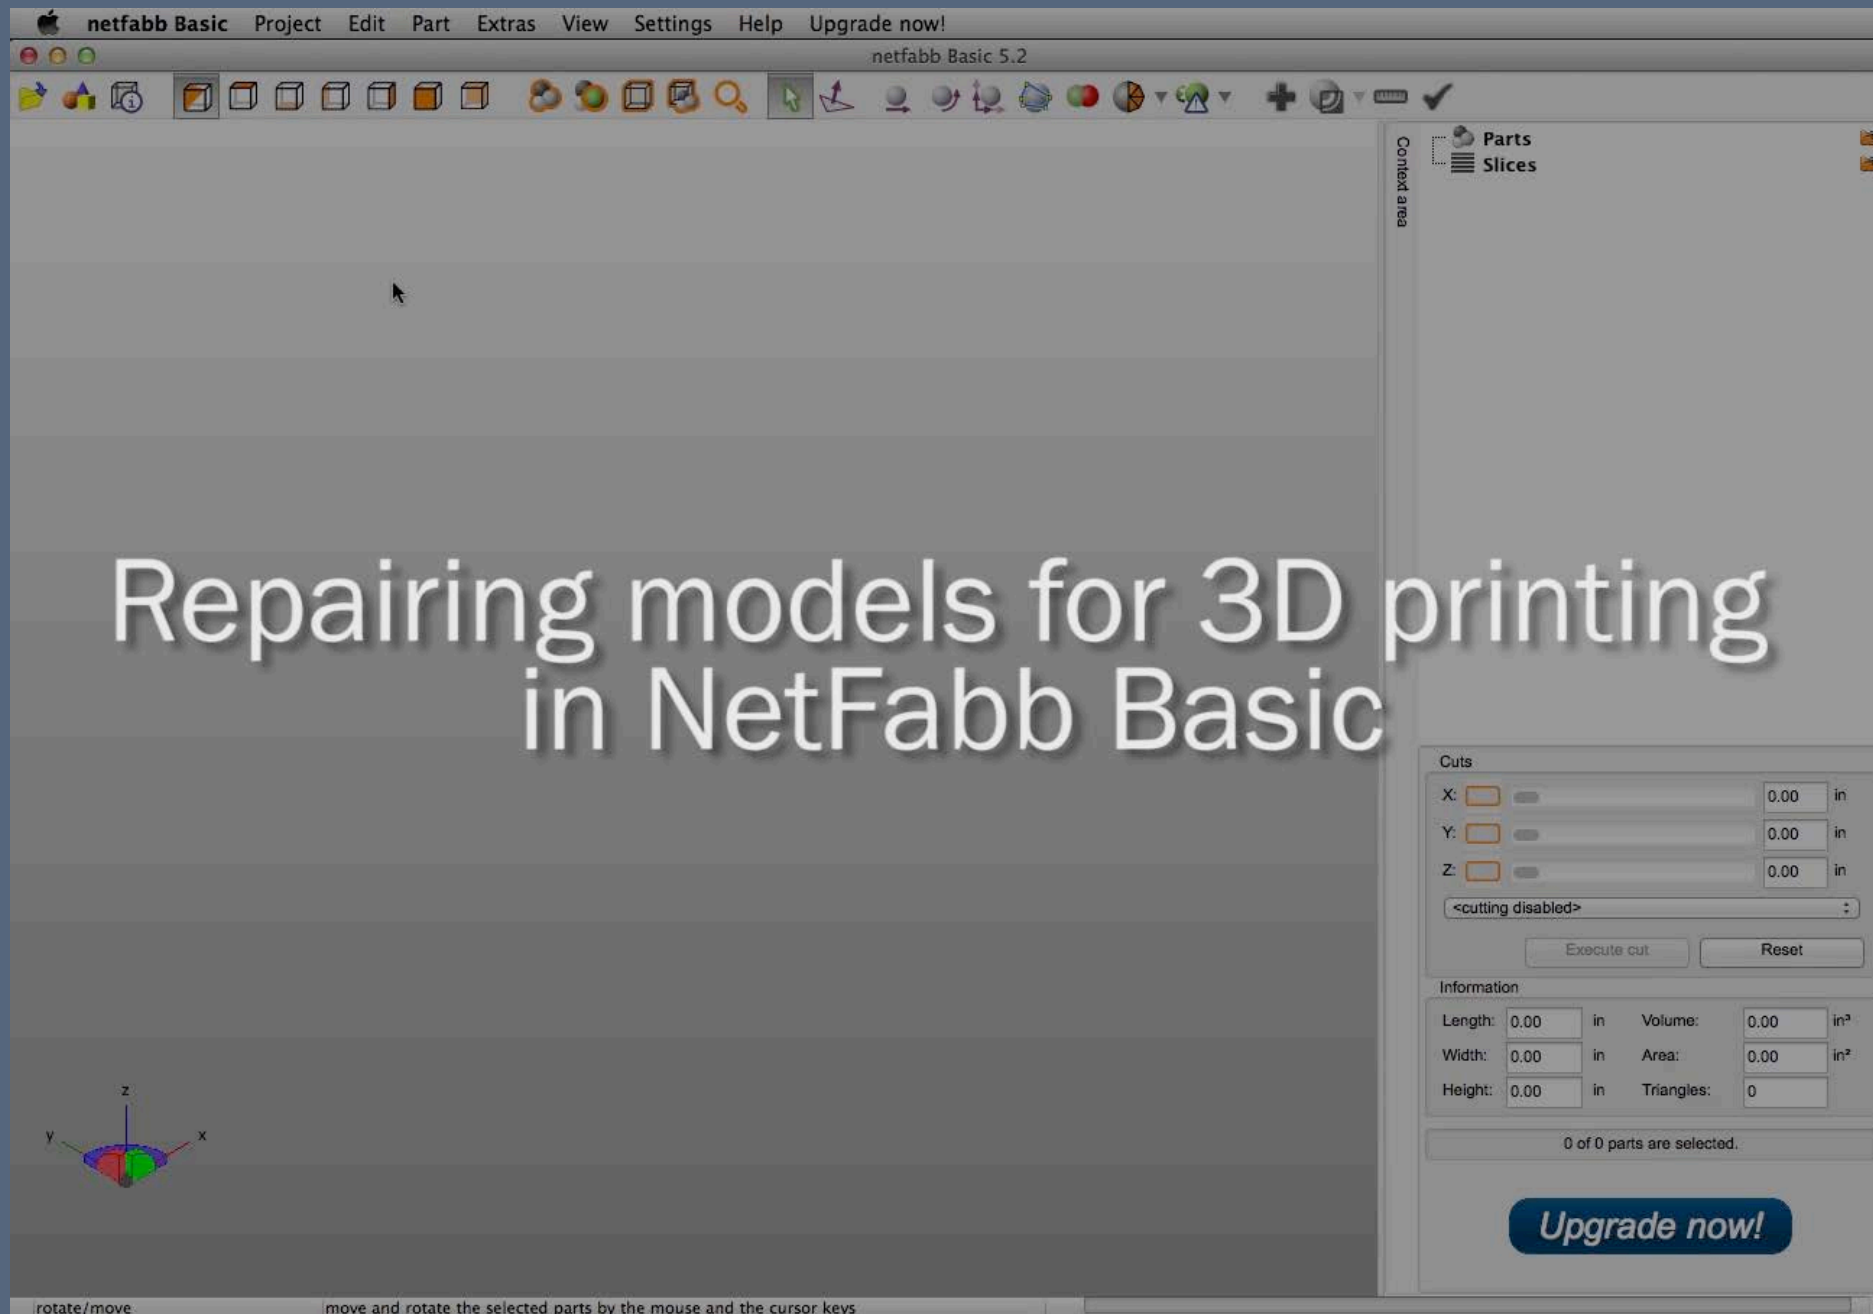 netfabb Basic Project Edit Part Extras View Settings Help Upgrade now!
netfabb Basic 5.2
Context area
Parts
Slices
Repairing models for 3D printing
in NetFabb Basic
Cuts
X: 0.00 in
Y: 0.00 in
Z: 0.00 in
<cutting disabled>
Execute cut Reset
Information
Length: 0.00 in Volume: 0.00 in³
Width: 0.00 in Area: 0.00 in²
Height: 0.00 in Triangles: 0
0 of 0 parts are selected.
Upgrade now!
z
y x
rotate/move move and rotate the selected parts by the mouse and the cursor keys